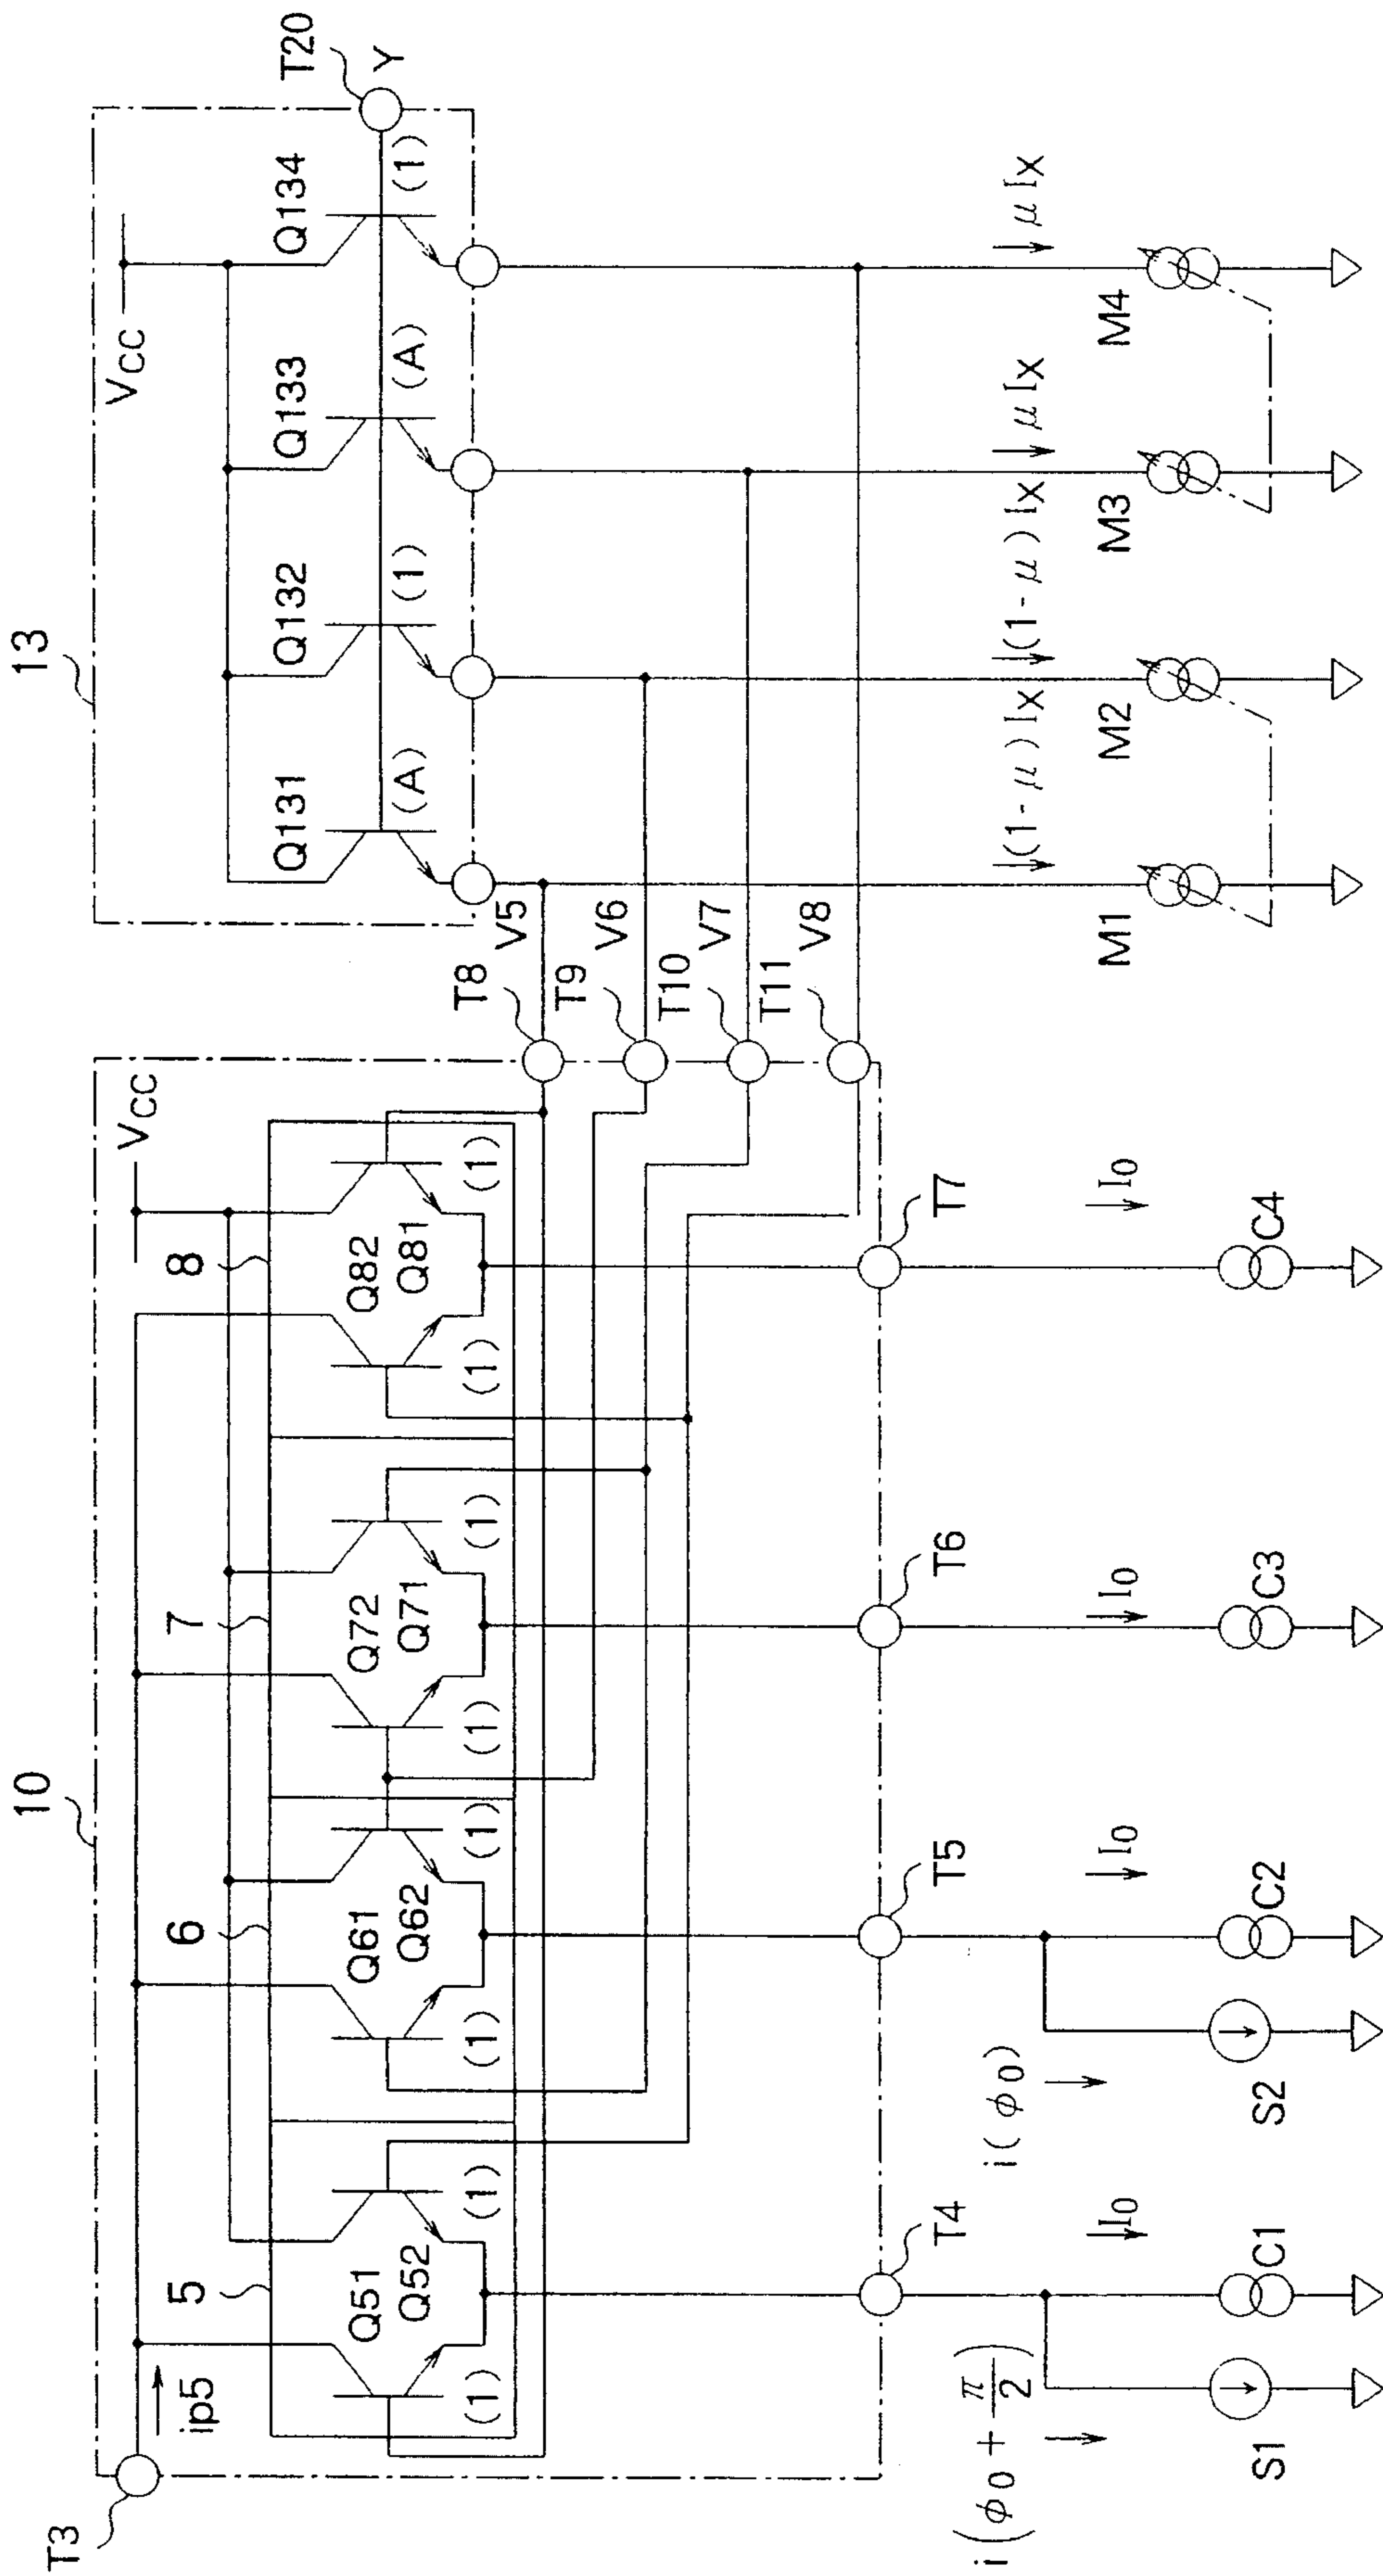 10
13
T3
ip5
5
6
7
8
VCC
VCC
Q51
Q52
(1)
(1)
Q61
Q62
(1)
(1)
Q72
Q71
(1)
(1)
Q82
Q81
(1)
(1)
Q131
(A)
Q132
(1)
Q133
(A)
Q134
(1)
T20
Y
T8
V5
T9
V6
T10
V7
T11
V8
T4
T5
T6
T7
i(ϕ0 + π/2)
I0
i(ϕ0)
I0
I0
I0
(1-μ)IX
(1-μ)IX
μIX
μIX
S1
C1
S2
C2
C3
C4
M1
M2
M3
M4